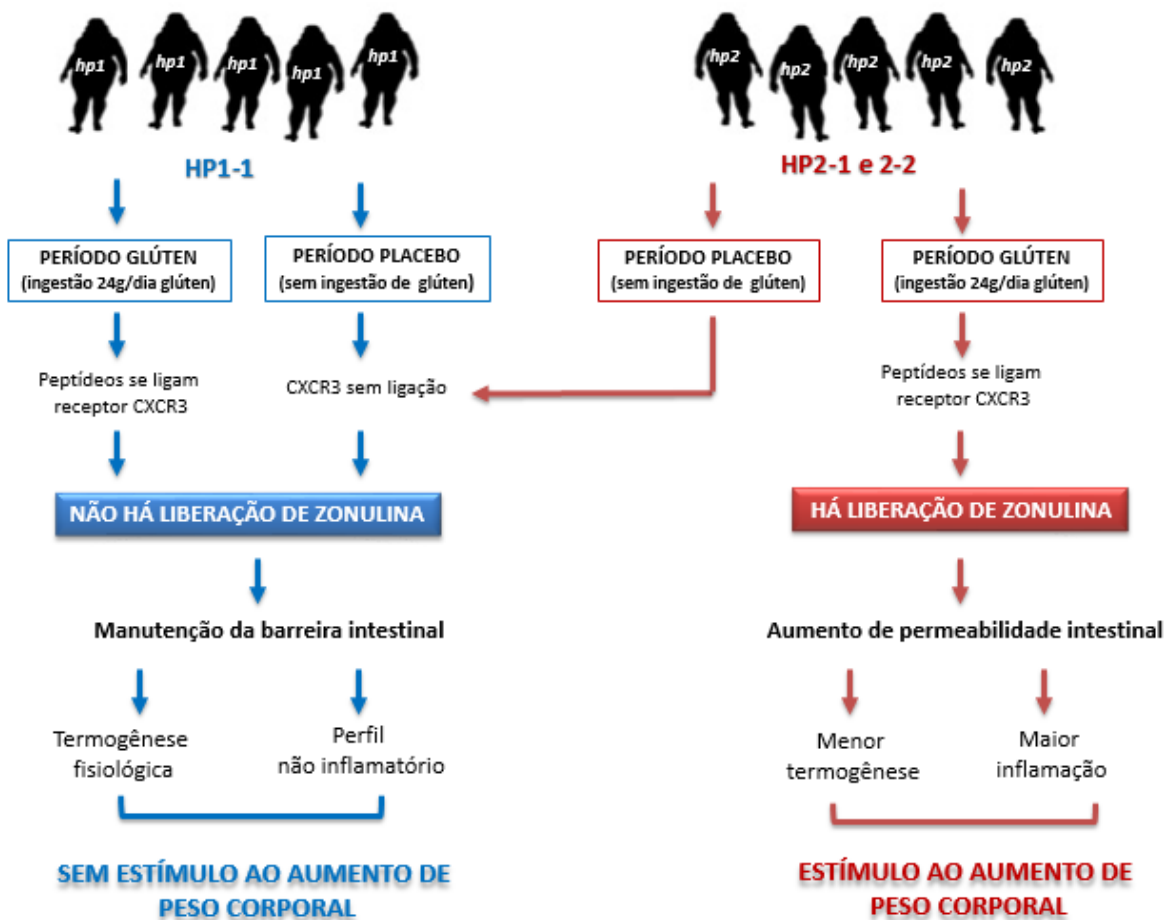 hp1
hp1
hp1
hp1
hp1
hp2
hp2
hp2
hp2
hp2
HP1-1
HP2-1 e 2-2
PERÍODO GLÚTEN
(ingestão 24g/dia glúten)
PERÍODO PLACEBO
(sem ingestão de glúten)
PERÍODO PLACEBO
(sem ingestão de glúten)
PERÍODO GLÚTEN
(ingestão 24g/dia glúten)
Peptídeos se ligam
receptor CXCR3
CXCR3 sem ligação
Peptídeos se ligam
receptor CXCR3
NÃO HÁ LIBERAÇÃO DE ZONULINA
HÁ LIBERAÇÃO DE ZONULINA
Manutenção da barreira intestinal
Aumento de permeabilidade intestinal
Termogênese
fisiológica
Perfil
não inflamatório
Menor
termogênese
Maior
inflamação
SEM ESTÍMULO AO AUMENTO DE
PESO CORPORAL
ESTÍMULO AO AUMENTO DE
PESO CORPORAL